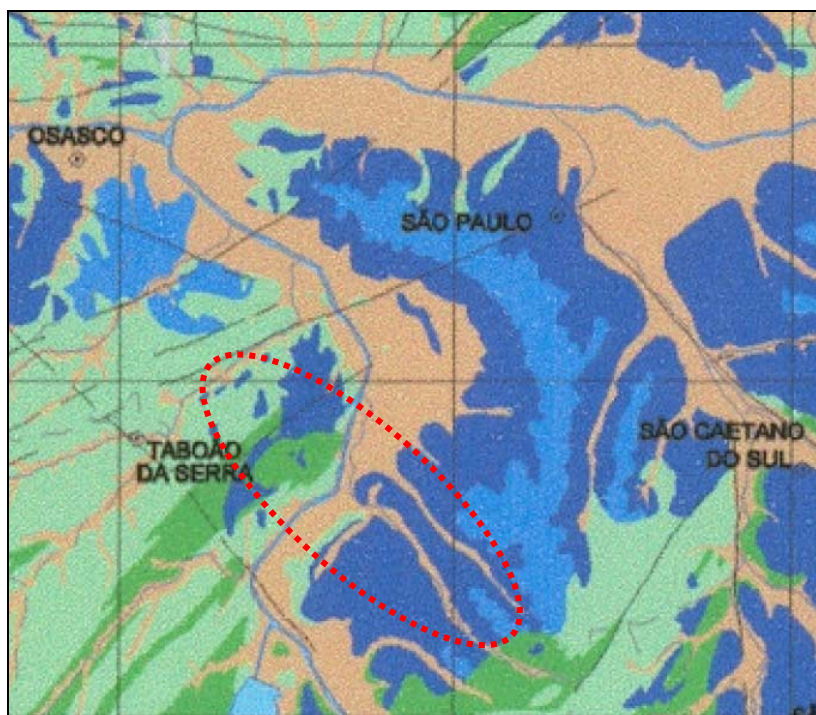 OSASCO
SÃO PAULO
TABOÃO
DA SERRA
SÃO CAETANO
DO SUL